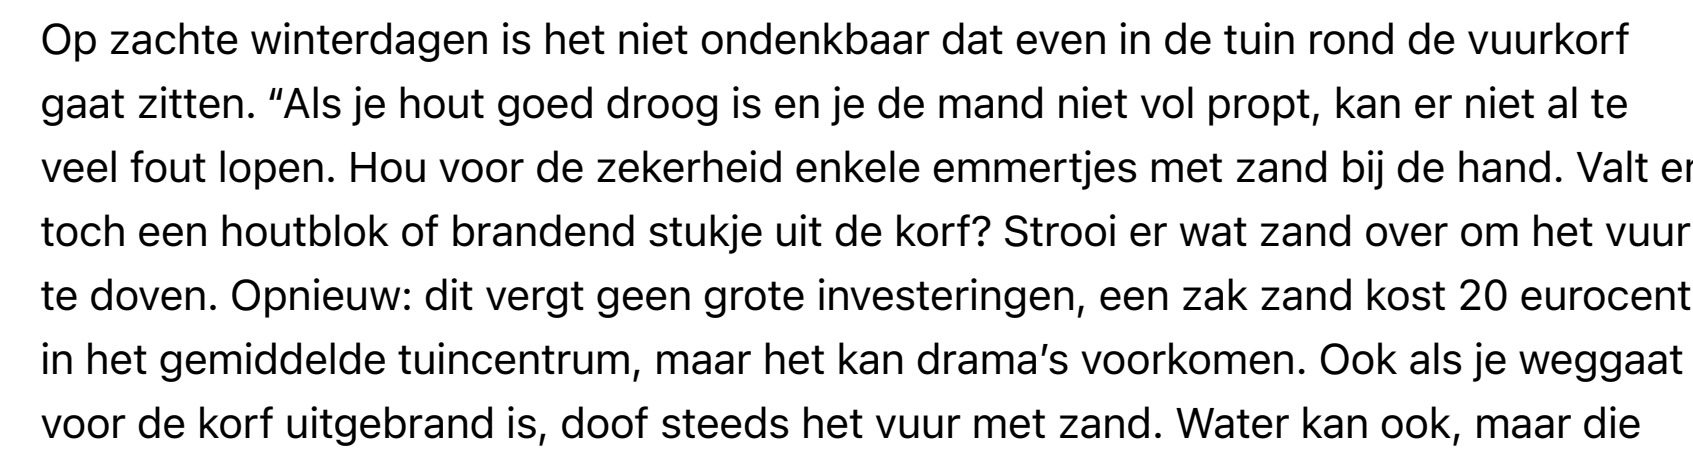 Op zachte winterdagen is het niet ondenkbaar dat even in de tuin rond de vuurkorf
gaat zitten. “Als je hout goed droog is en je de mand niet vol propt, kan er niet al te
veel fout lopen. Hou voor de zekerheid enkele emmertjes met zand bij de hand. Valt er
toch een houtblok of brandend stukje uit de korf? Strooi er wat zand over om het vuur
te doven. Opnieuw: dit vergt geen grote investeringen, een zak zand kost 20 eurocent
in het gemiddelde tuincentrum, maar het kan drama’s voorkomen. Ook als je weggaat
voor de korf uitgebrand is, doof steeds het vuur met zand. Water kan ook, maar die